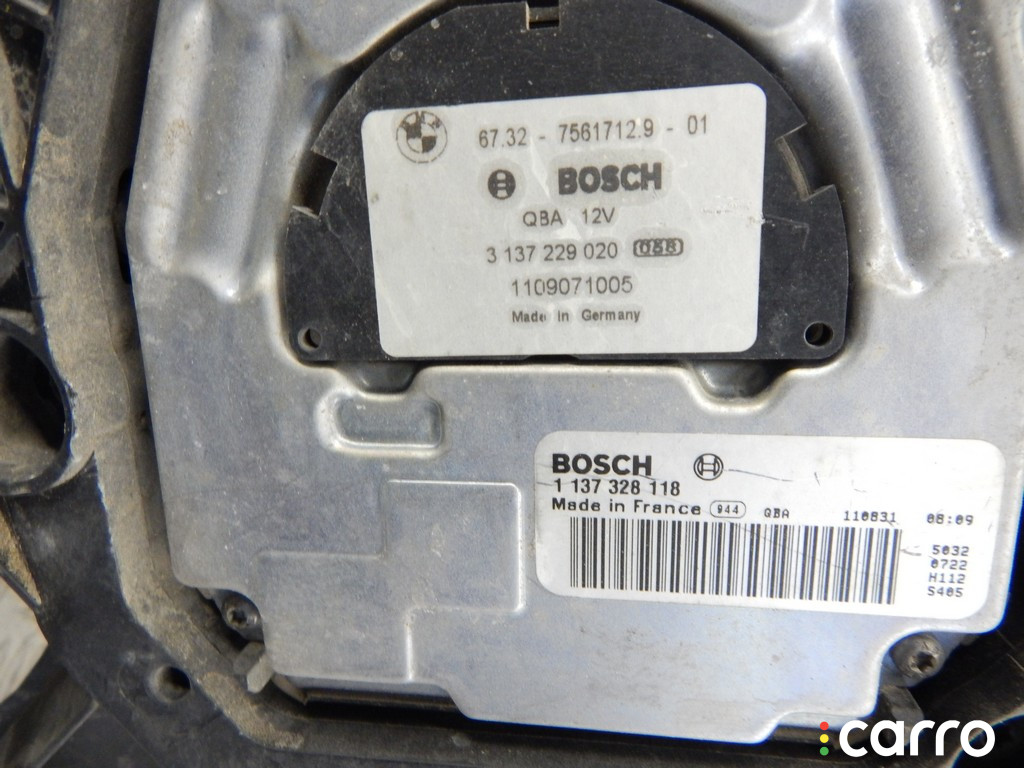 67.32 - 7561712.9 - 01
BOSCH
QBA 12V
3 137 229 020 088
1109071005
Made in Germany
BOSCH
1 137 328 118
Made in France 944 QBA 110831 08:09
5032
0722
H112
S405
carro